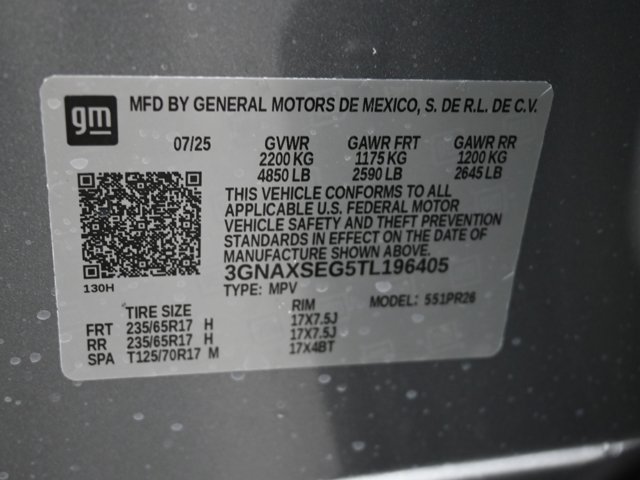 gm
MFD BY GENERAL MOTORS DE MEXICO, S. DE R.L. DE C.V.
07/25 GVWR GAWR FRT GAWR RR
2200 KG 1175 KG 1200 KG
4850 LB 2590 LB 2645 LB
THIS VEHICLE CONFORMS TO ALL
APPLICABLE U.S. FEDERAL MOTOR
VEHICLE SAFETY AND THEFT PREVENTION
STANDARDS IN EFFECT ON THE DATE OF
MANUFACTURE SHOWN ABOVE.
3GNAXSEG5TL196405
130H
TYPE: MPV MODEL: 551PR26
TIRE SIZE RIM
FRT 235/65R17 H 17X7.5J
RR 235/65R17 H 17X7.5J
SPA T125/70R17 M 17X4BT